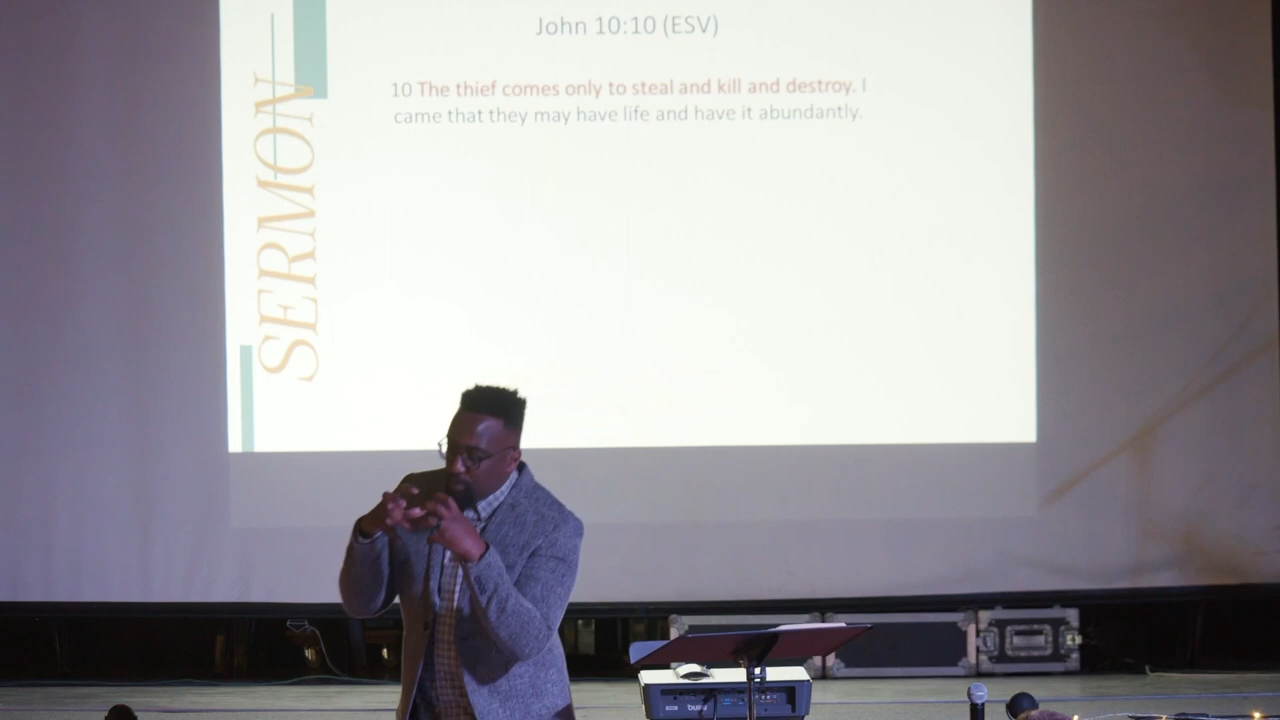 John 10:10 (ESV)
10 The thief comes only to steal and kill and destroy. I
came that they may have life and have it abundantly.
SERMON
BenQ